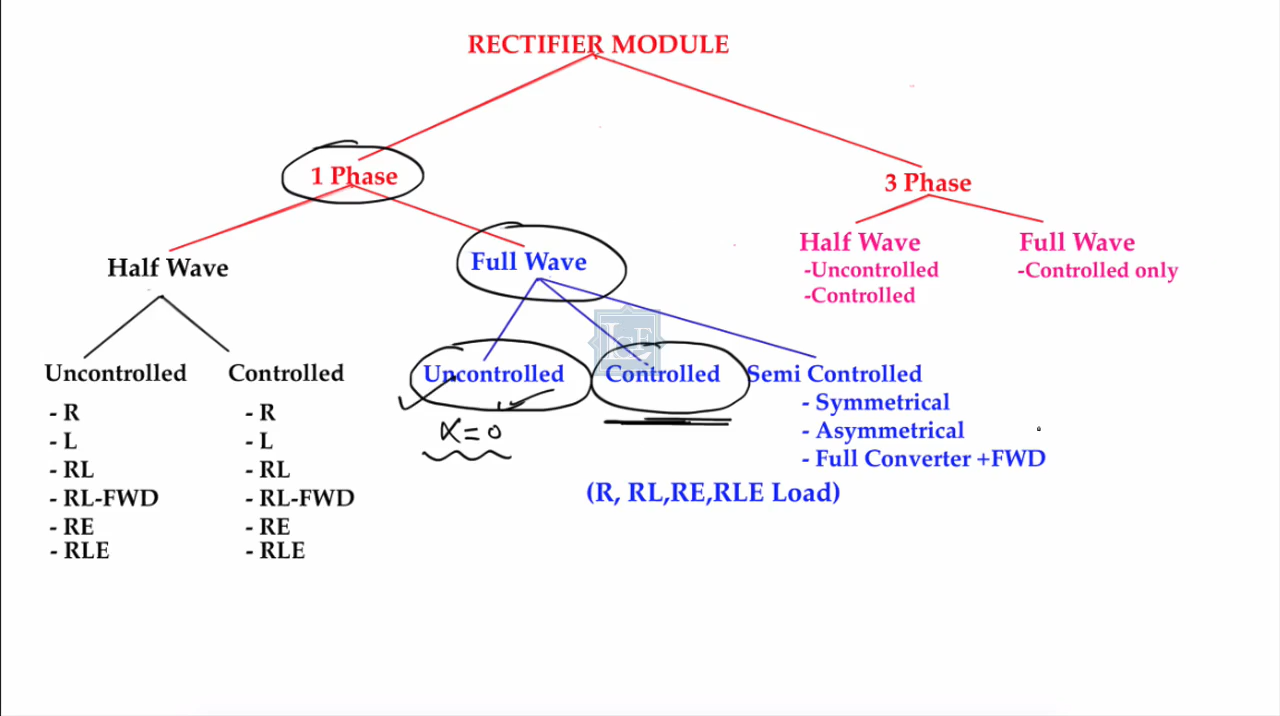 RECTIFIER MODULE
1 Phase
3 Phase
Half Wave
Full Wave
Half Wave
-Uncontrolled
-Controlled
Full Wave
-Controlled only
Uncontrolled
- R
- L
- RL
- RL-FWD
- RE
- RLE
Controlled
- R
- L
- RL
- RL-FWD
- RE
- RLE
Uncontrolled
α=0
Controlled
Semi Controlled
- Symmetrical
- Asymmetrical
- Full Converter +FWD
(R, RL,RE,RLE Load)